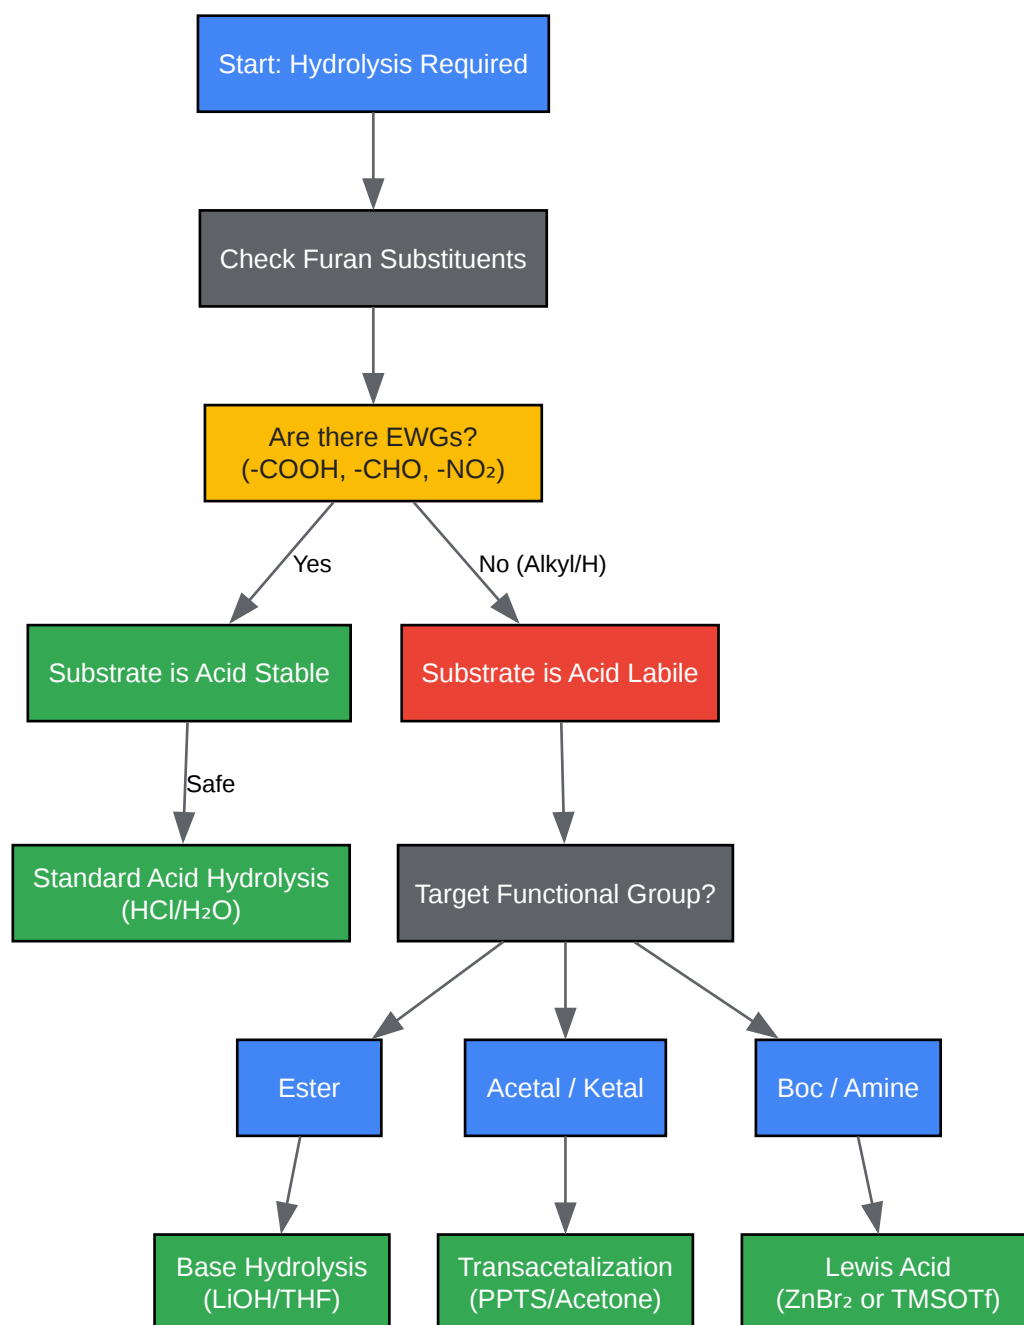 Start: Hydrolysis Required
Check Furan Substituents
Are there EWGs?
(-COOH, -CHO, -NO₂)
Yes
No (Alkyl/H)
Substrate is Acid Stable
Substrate is Acid Labile
Safe
Standard Acid Hydrolysis
(HCl/H₂O)
Target Functional Group?
Ester
Acetal / Ketal
Boc / Amine
Base Hydrolysis
(LiOH/THF)
Transacetalization
(PPTS/Acetone)
Lewis Acid
(ZnBr₂ or TMSOTf)